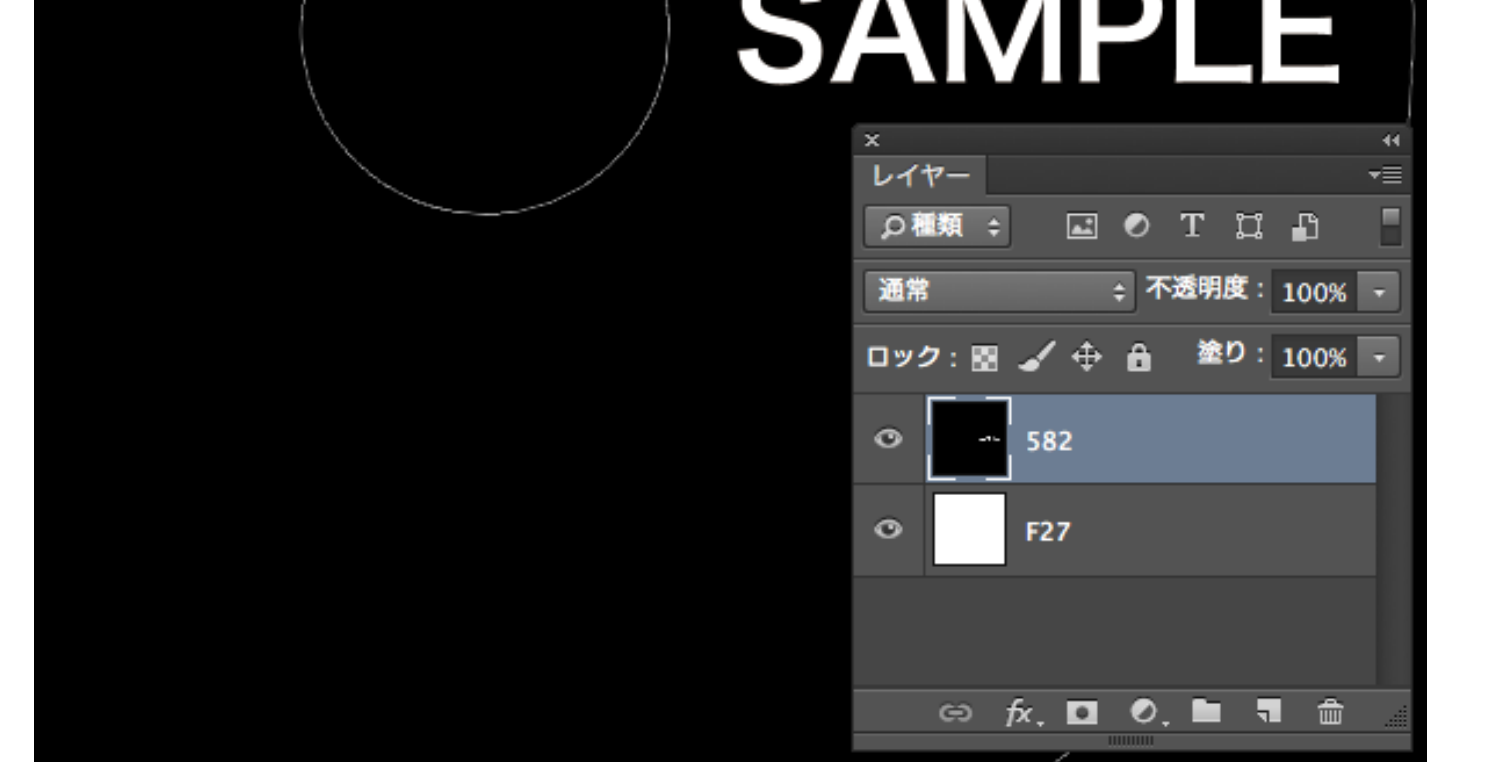 SAMPLE
レイヤー
種類
通常 不透明度 : 100%
ロック : 塗り : 100%
582
F27
fx.